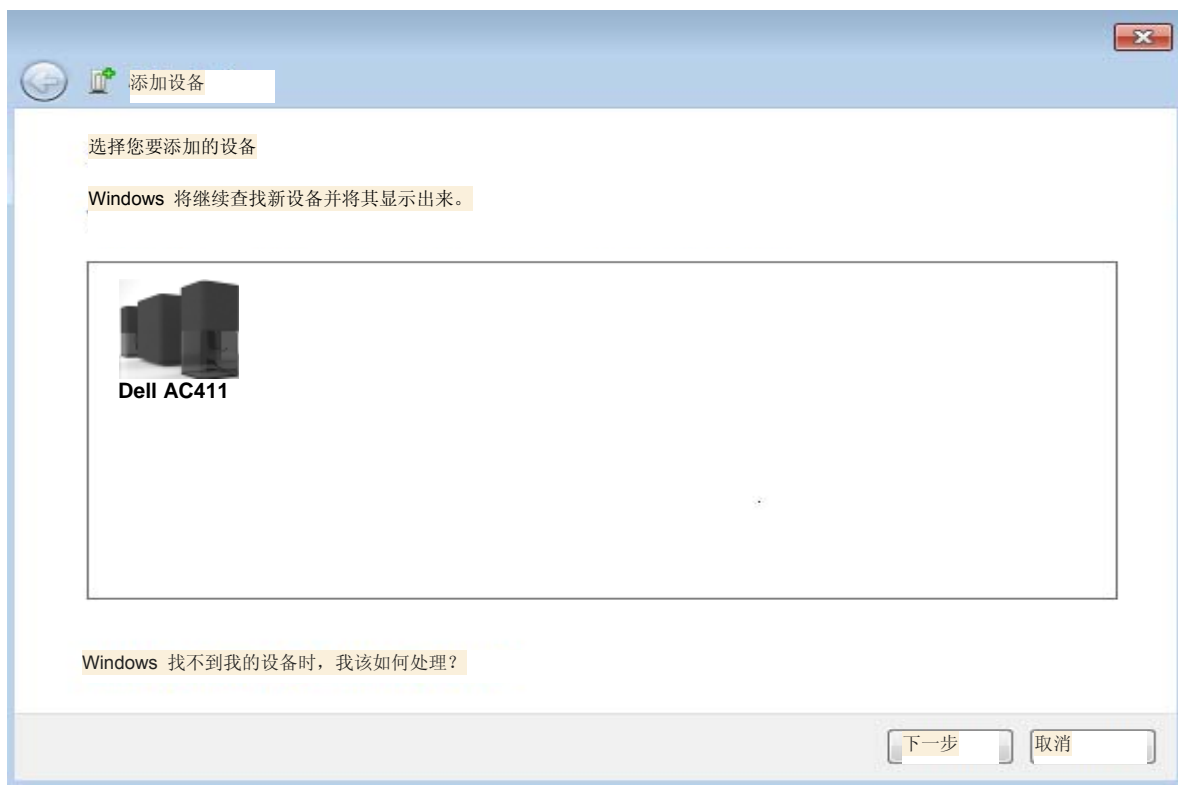 添加设备
选择您要添加的设备
Windows 将继续查找新设备并将其显示出来。
Dell AC411
Windows 找不到我的设备时，我该如何处理？
下一步
取消